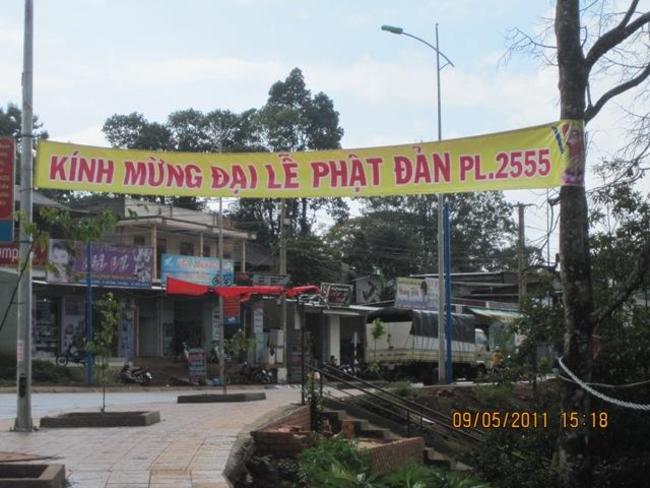 KÍNH MỪNG ĐẠI LỄ PHẬT ĐẢN PL.2555
09/05/2011 15:18